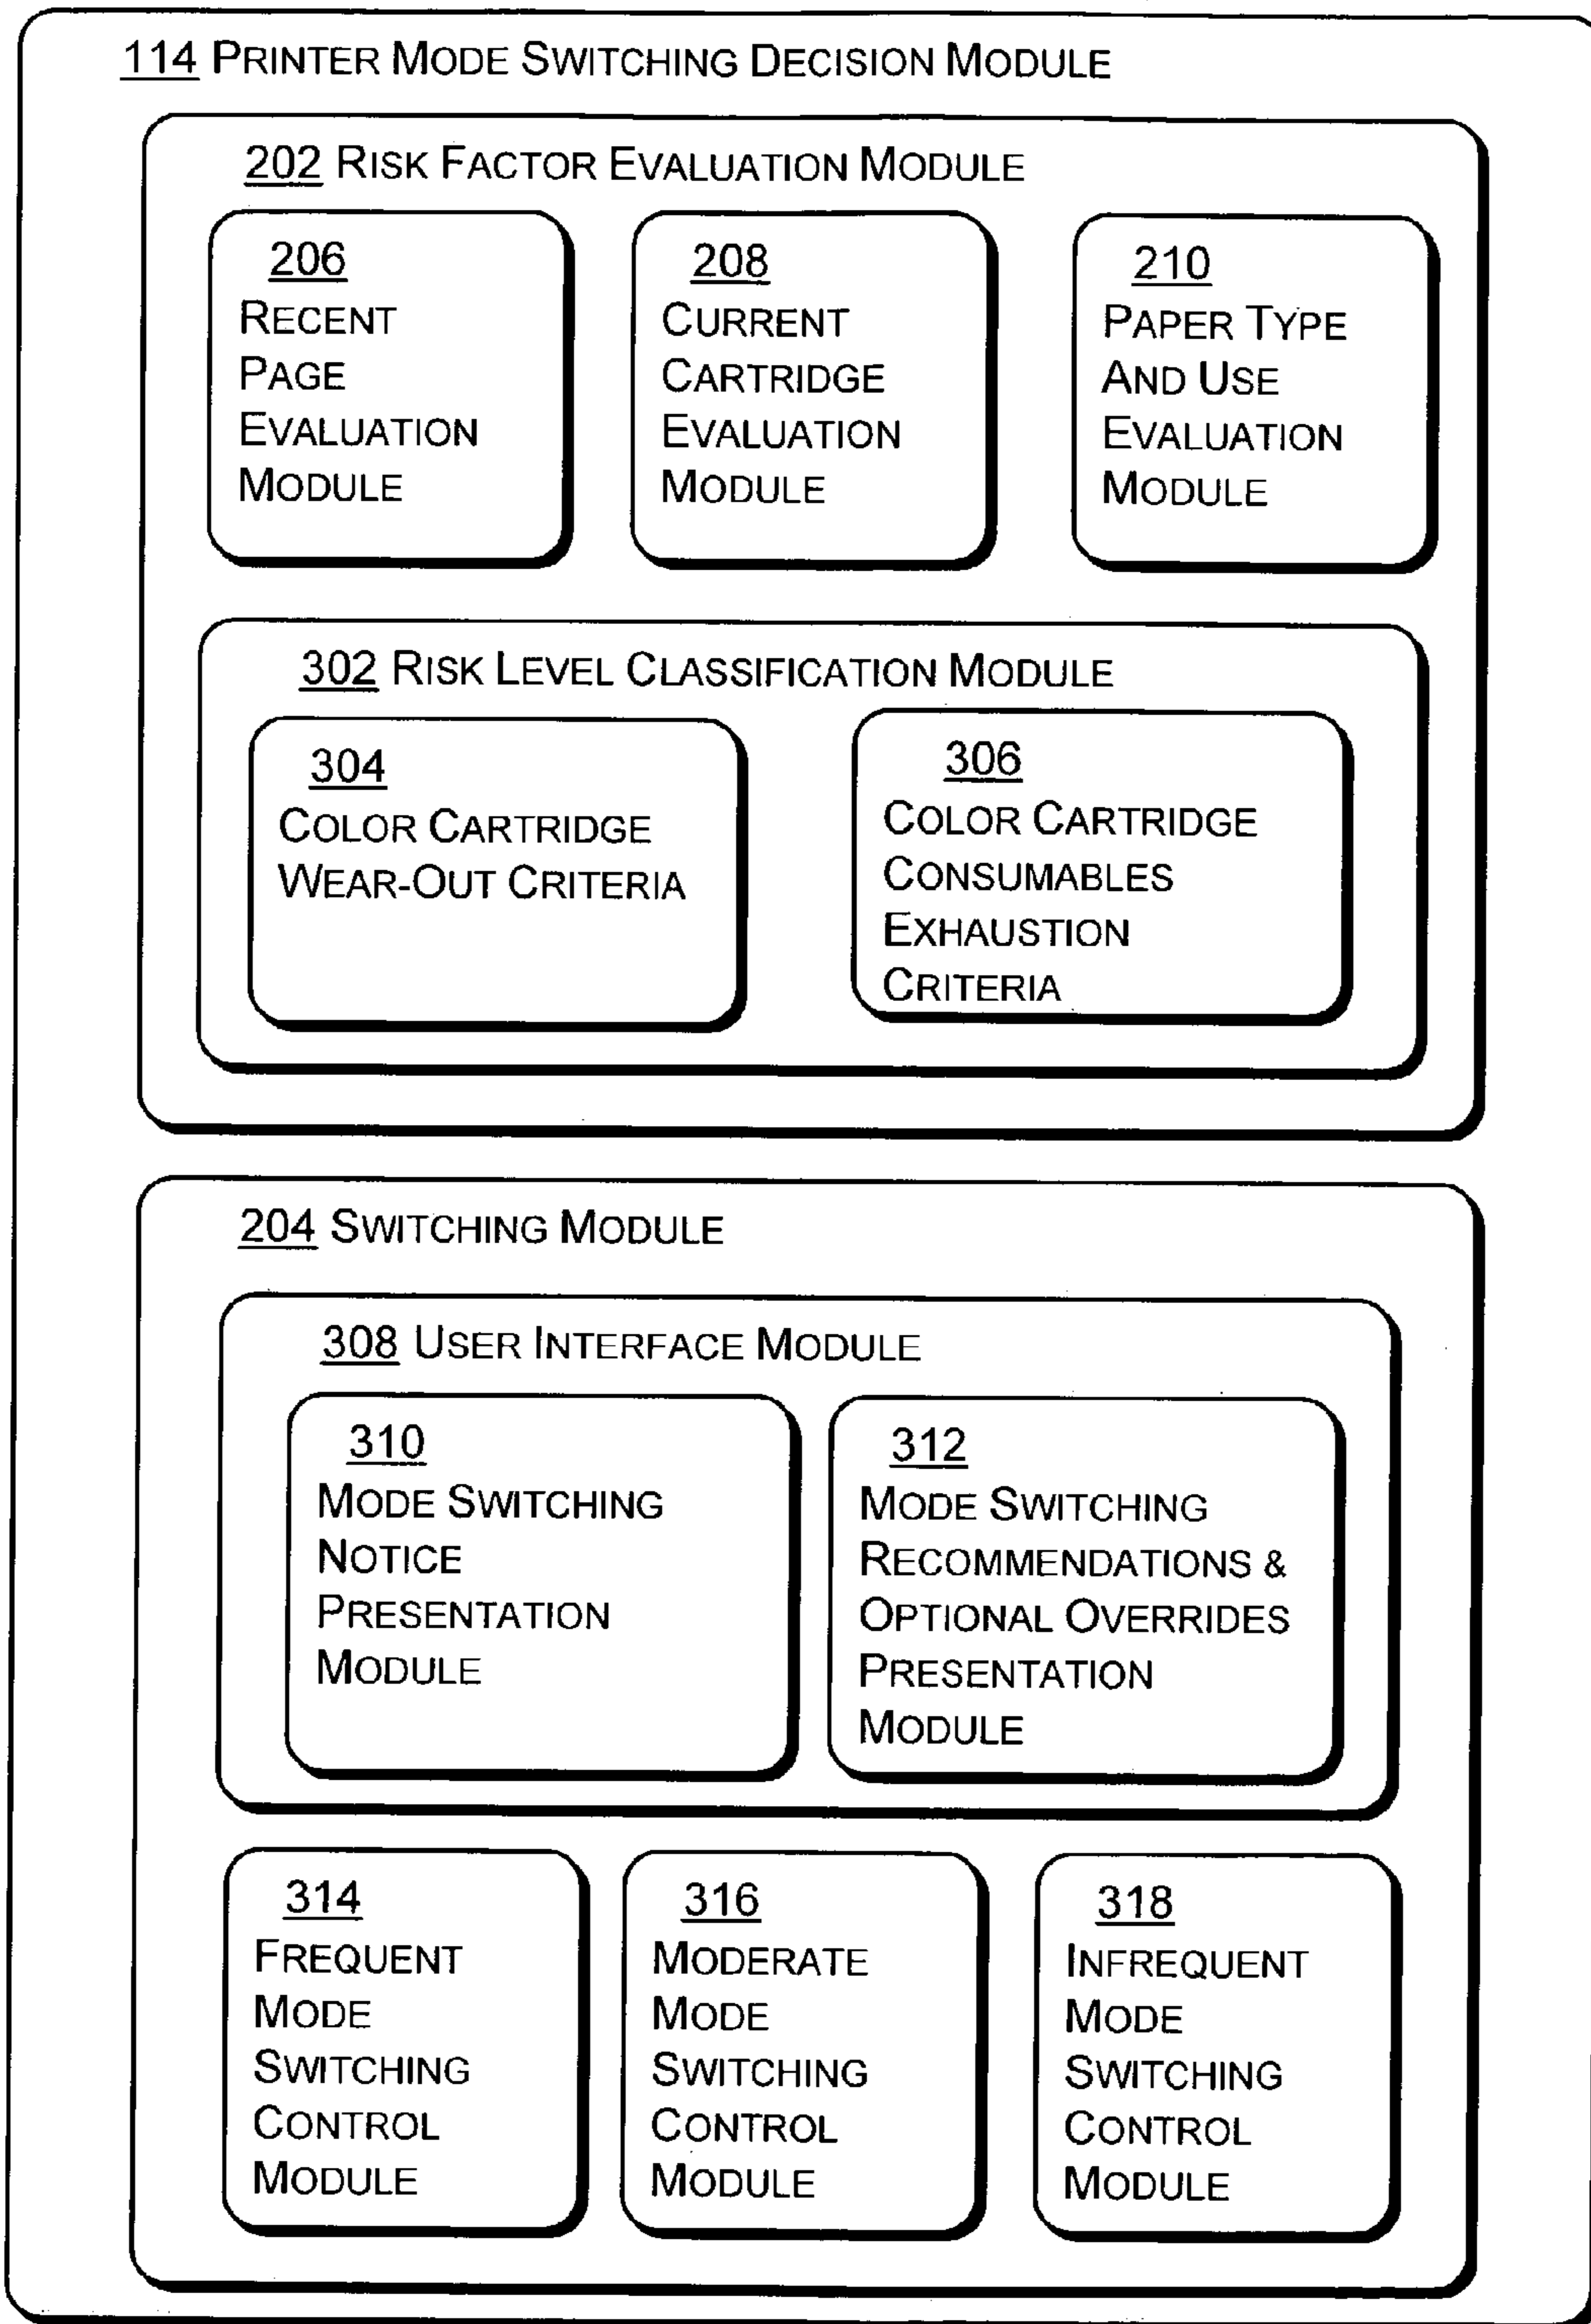 114 PRINTER MODE SWITCHING DECISION MODULE
202 RISK FACTOR EVALUATION MODULE
206
RECENT
PAGE
EVALUATION
MODULE
208
CURRENT
CARTRIDGE
EVALUATION
MODULE
210
PAPER TYPE
AND USE
EVALUATION
MODULE
302 RISK LEVEL CLASSIFICATION MODULE
304
COLOR CARTRIDGE
WEAR-OUT CRITERIA
306
COLOR CARTRIDGE
CONSUMABLES
EXHAUSTION
CRITERIA
204 SWITCHING MODULE
308 USER INTERFACE MODULE
310
MODE SWITCHING
NOTICE
PRESENTATION
MODULE
312
MODE SWITCHING
RECOMMENDATIONS &
OPTIONAL OVERRIDES
PRESENTATION
MODULE
314
FREQUENT
MODE
SWITCHING
CONTROL
MODULE
316
MODERATE
MODE
SWITCHING
CONTROL
MODULE
318
INFREQUENT
MODE
SWITCHING
CONTROL
MODULE